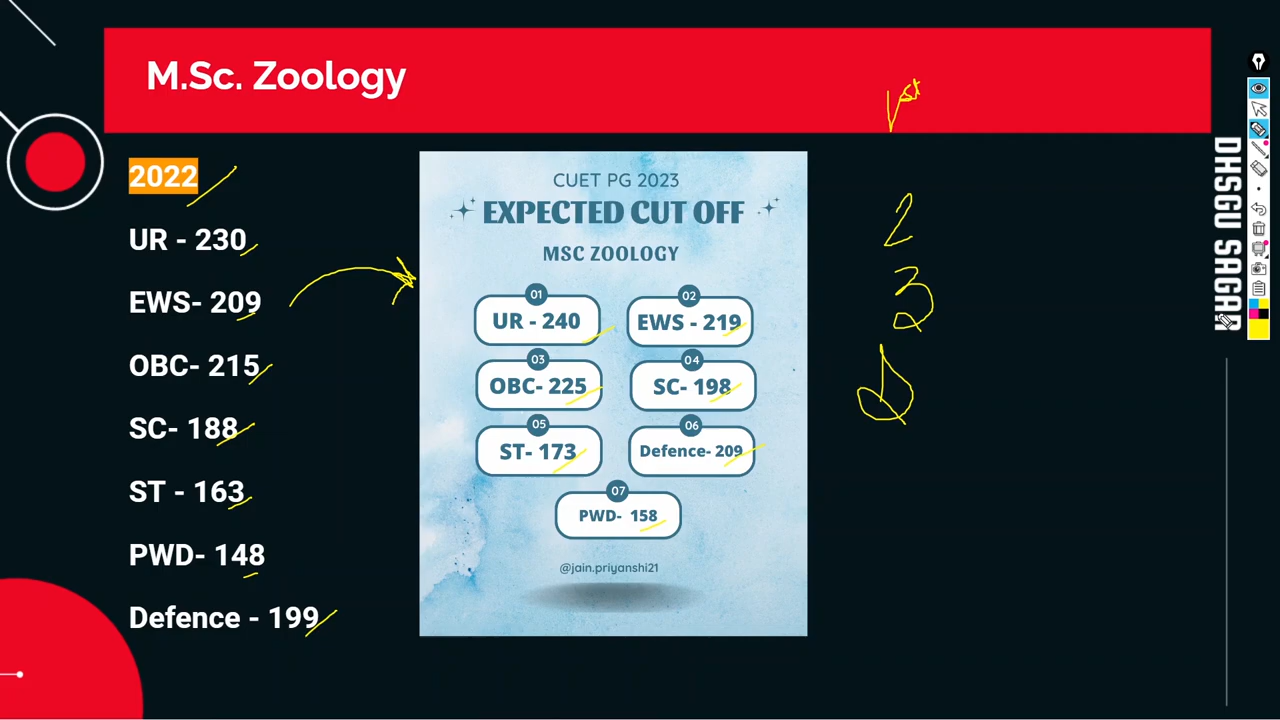 M.Sc. Zoology
1st
2022
UR - 230
EWS- 209
OBC- 215
SC- 188
ST - 163
PWD- 148
Defence - 199
CUET PG 2023
EXPECTED CUT OFF
MSC ZOOLOGY
01
UR - 240
02
EWS - 219
03
OBC- 225
04
SC- 198
05
ST- 173
06
Defence- 209
07
PWD- 158
@jain.priyanshi21
2
3
DHSGU SAGAR